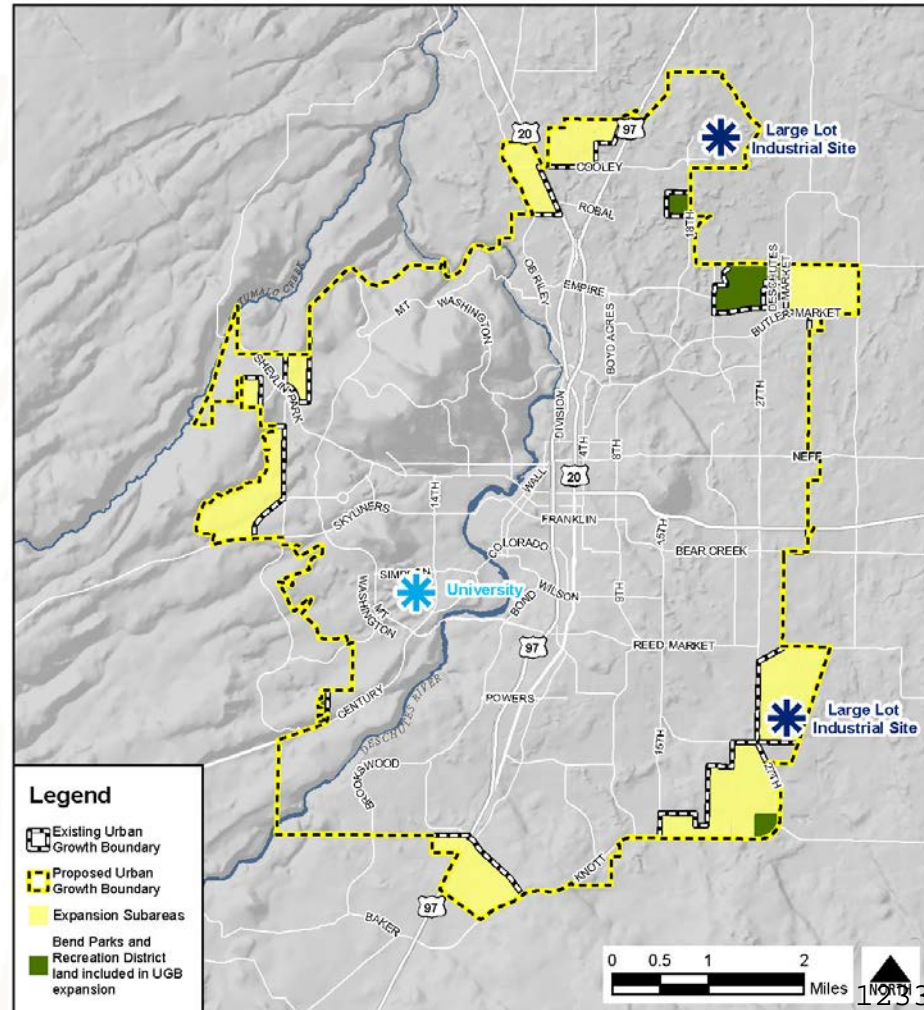 20
97
Large Lot
Industrial Site
COOLEY
ROBAL
18TH
OB RILEY
EMPIRE
DESCHUTES
MARKET
BUTLER MARKET
TUMALO CREEK
MT
WASHINGTON
BOYD ACRES
SHEVLIN PARK
27TH
DIVISION
4TH
8TH
NEFF
20
WALL
14TH
SKYLINERS
FRANKLIN
15TH
COLORADO
BEAR CREEK
SIMPSON
University
WILSON
9TH
BOND
MT
WASHINGTON
97
REED MARKET
CENTURY
POWERS
DESCHUTES RIVER
Large Lot
Industrial Site
15TH
27TH
BROOKSWOOD
KNOTT
97
BAKER
Legend
Existing Urban
Growth Boundary
Proposed Urban
Growth Boundary
Expansion Subareas
Bend Parks and
Recreation District
land included in UGB
expansion
0 0.5 1 2
Miles
NORTH
1233